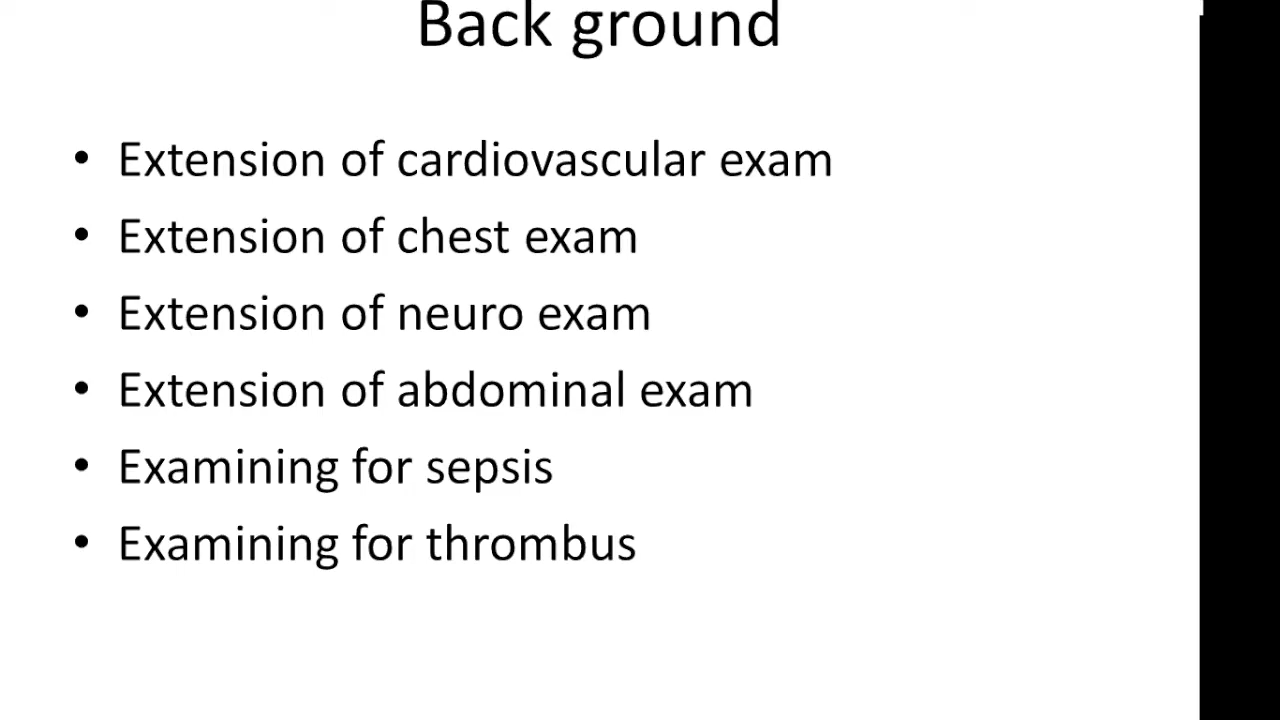 Back ground
• Extension of cardiovascular exam
• Extension of chest exam
• Extension of neuro exam
• Extension of abdominal exam
• Examining for sepsis
• Examining for thrombus